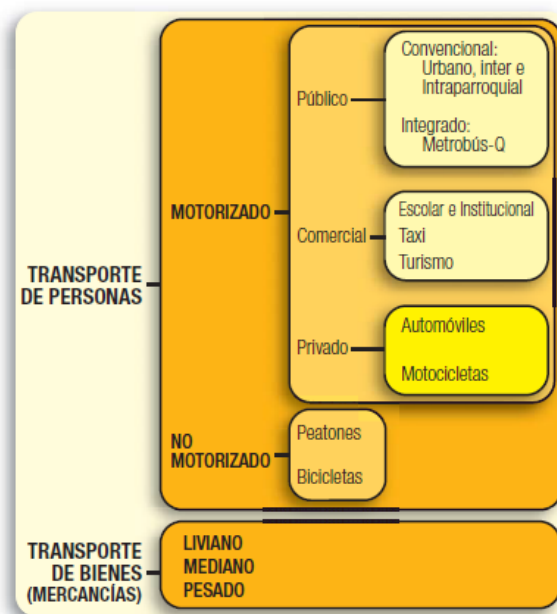 TRANSPORTE
DE PERSONAS
MOTORIZADO
Público
Convencional:
Urbano, inter e
Intraparroquial
Integrado:
Metrobús-Q
Comercial
Escolar e Institucional
Taxi
Turismo
Privado
Automóviles
Motocicletas
NO
MOTORIZADO
Peatones
Bicicletas
TRANSPORTE
DE BIENES
(MERCANCÍAS)
LIVIANO
MEDIANO
PESADO